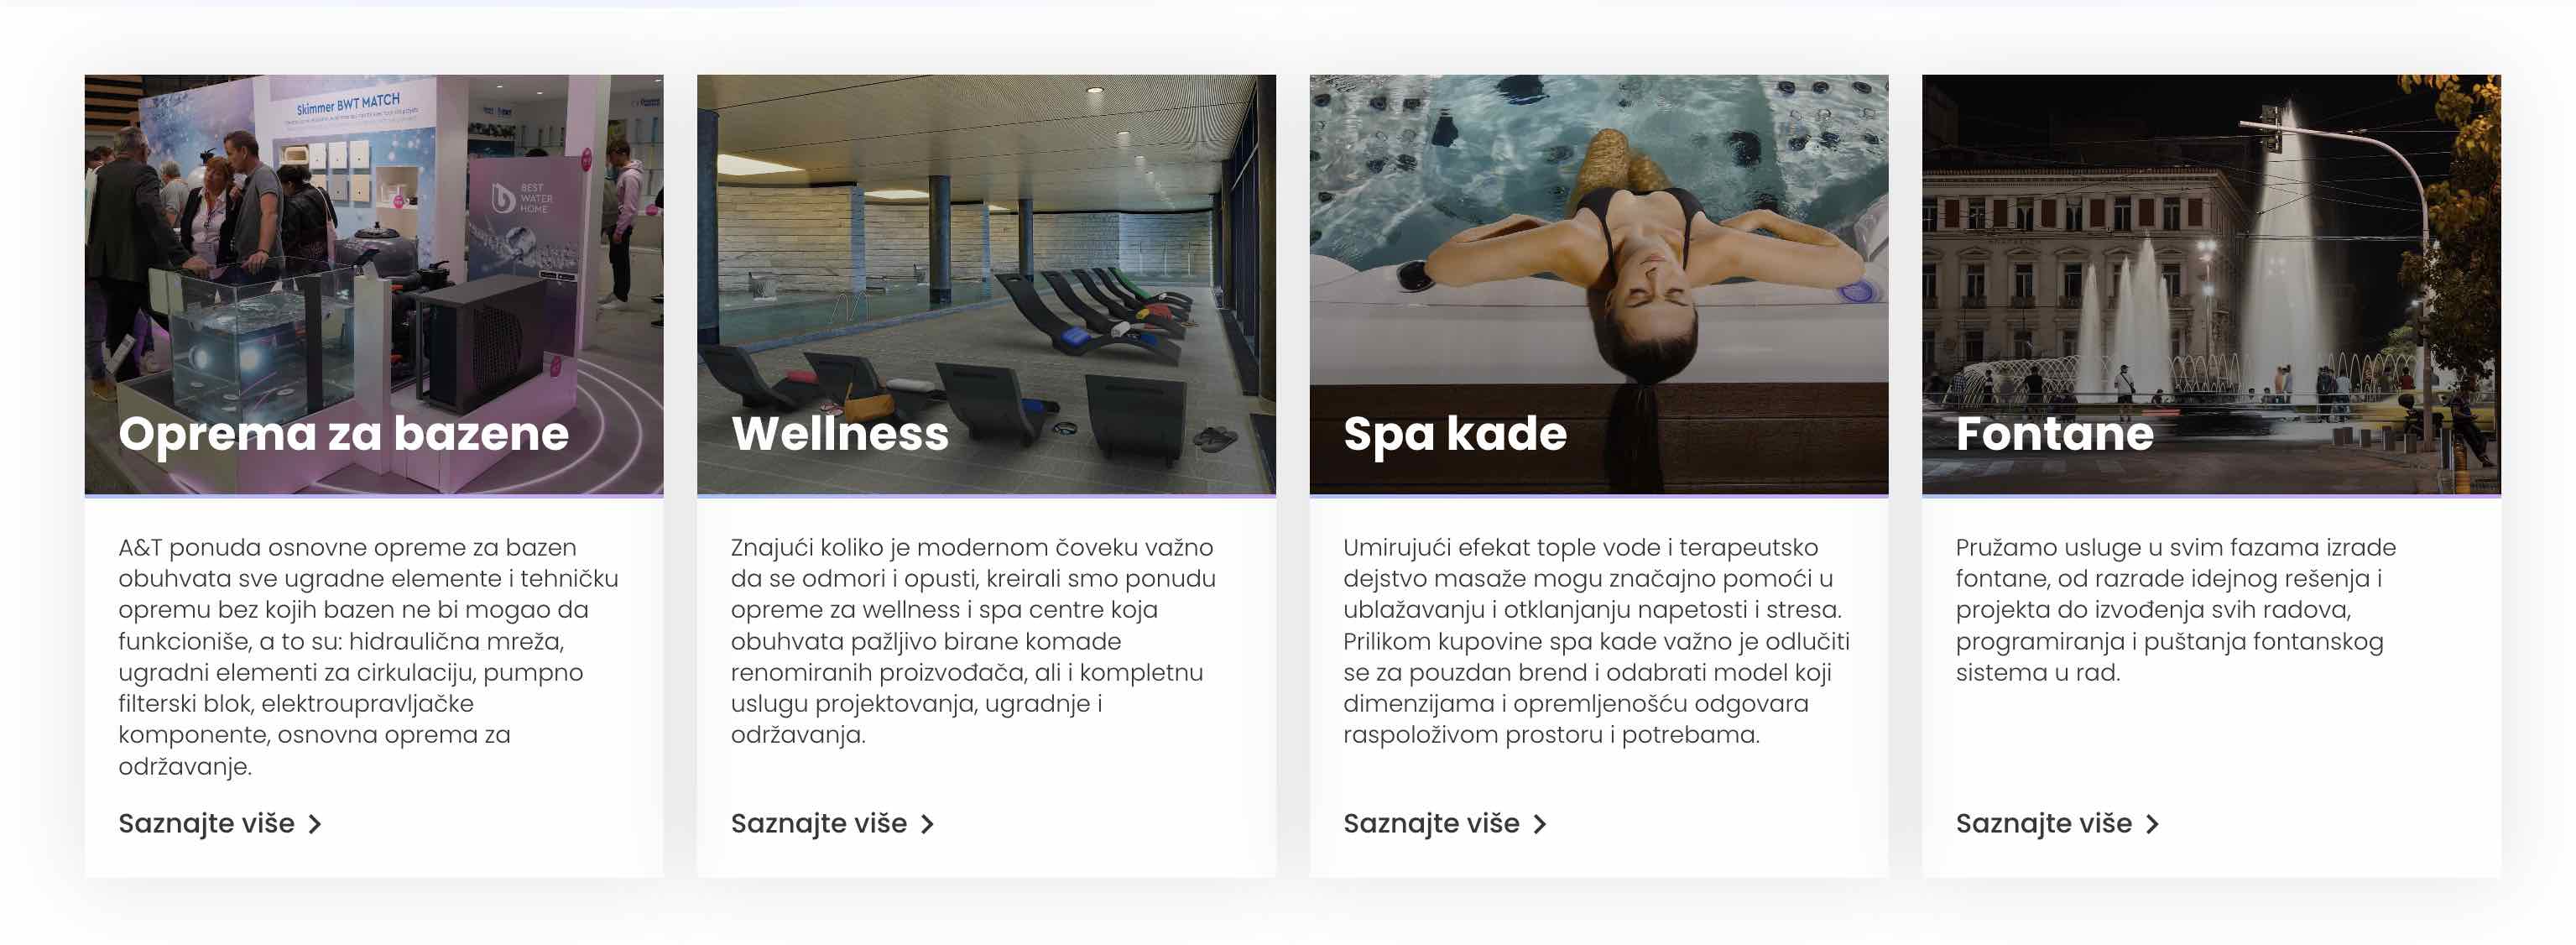 Skimmer BWT MATCH
BEST
WATER
HOME
Oprema za bazene
A&T ponuda osnovne opreme za bazen
obuhvata sve ugradne elemente i tehničku
opremu bez kojih bazen ne bi mogao da
funkcioniše, a to su: hidraulična mreža,
ugradni elementi za cirkulaciju, pumpno
filterski blok, elektroupravljačke
komponente, osnovna oprema za
održavanje.
Saznajte više
Wellness
Znajući koliko je modernom čoveku važno
da se odmori i opusti, kreirali smo ponudu
opreme za wellness i spa centre koja
obuhvata pažljivo birane komade
renomiranih proizvođača, ali i kompletnu
uslugu projektovanja, ugradnje i
održavanja.
Saznajte više
Spa kade
Umirujući efekat tople vode i terapeutsko
dejstvo masaže mogu značajno pomoći u
ublažavanju i otklanjanju napetosti i stresa.
Prilikom kupovine spa kade važno je odlučiti
se za pouzdan brend i odabrati model koji
dimenzijama i opremljenošću odgovara
raspoloživom prostoru i potrebama.
Saznajte više
Fontane
Pružamo usluge u svim fazama izrade
fontane, od razrade idejnog rešenja i
projekta do izvođenja svih radova,
programiranja i puštanja fontanskog
sistema u rad.
Saznajte više